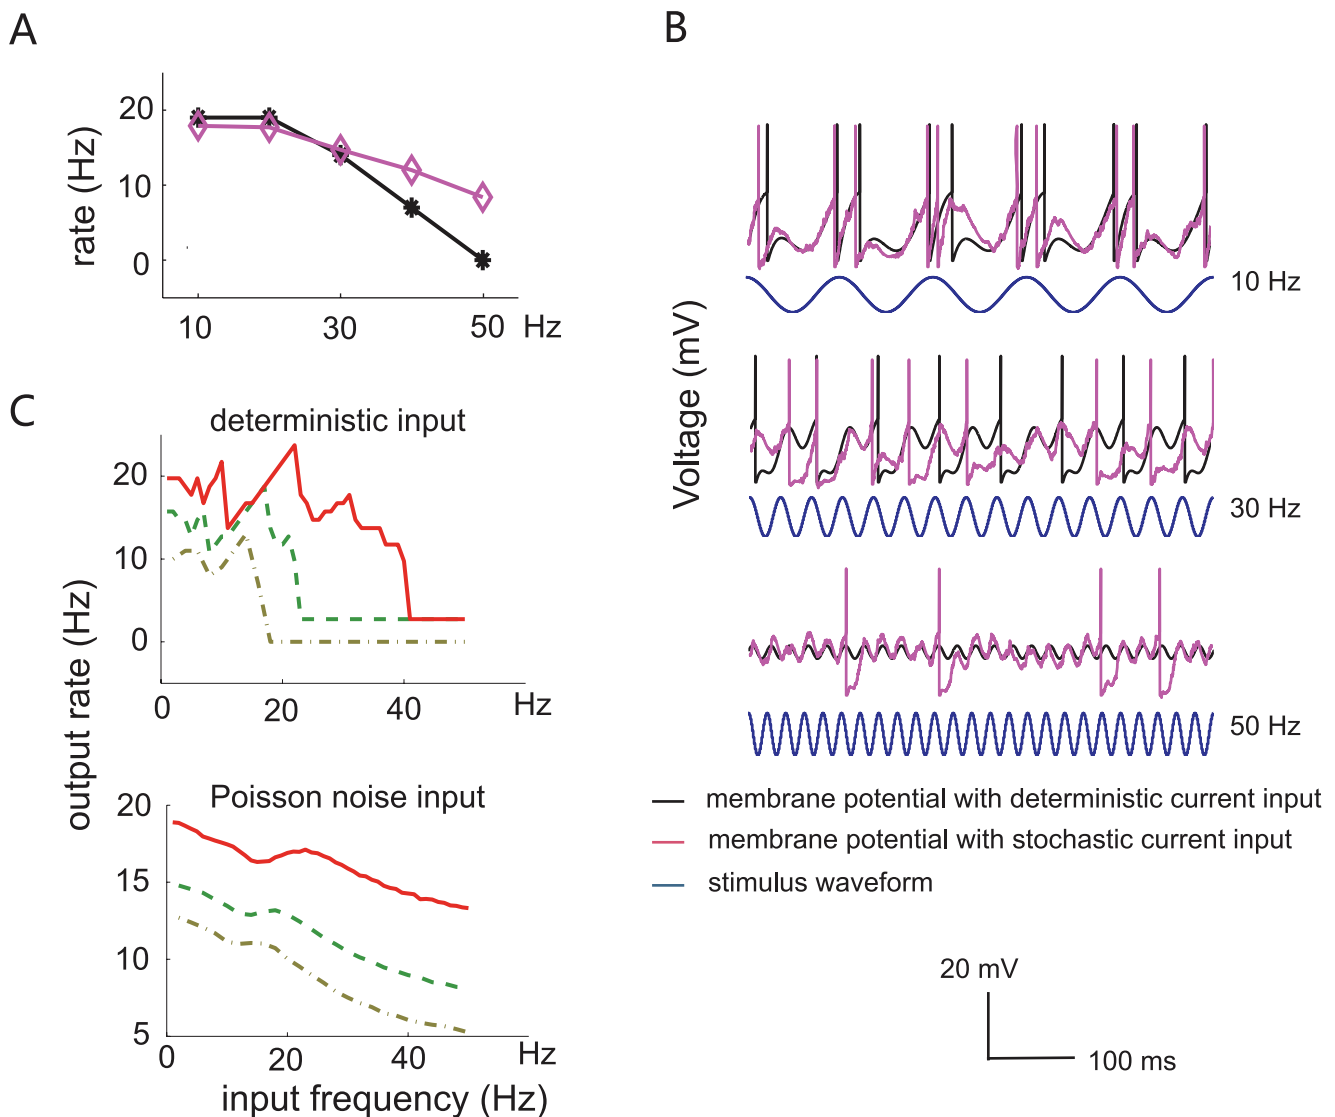 A
rate (Hz)
20
10
0
10
30
50
Hz
B
Voltage (mV)
10 Hz
30 Hz
50 Hz
membrane potential with deterministic current input
membrane potential with stochastic current input
stimulus waveform
20 mV
100 ms
C
output rate (Hz)
deterministic input
20
10
0
0
20
40
Hz
Poisson noise input
20
15
10
5
0
20
40
Hz
input frequency (Hz)